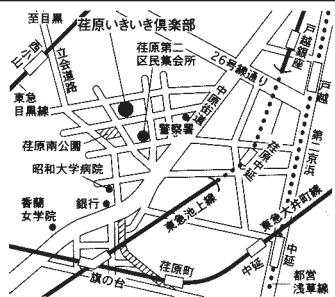 至目黒
荏原いきいき倶楽部
西小山
立会道路
荏原第二
区民集会所
26号線通り
戸越銀座
戸越
東急
目黒線
中原街道
警察署
第二京浜
荏原南公園
昭和大学病院
荏原中延
香蘭
女学院
銀行
東急池上線
東急大井町線
荏原町
旗の台
中延
中延
都営
浅草線